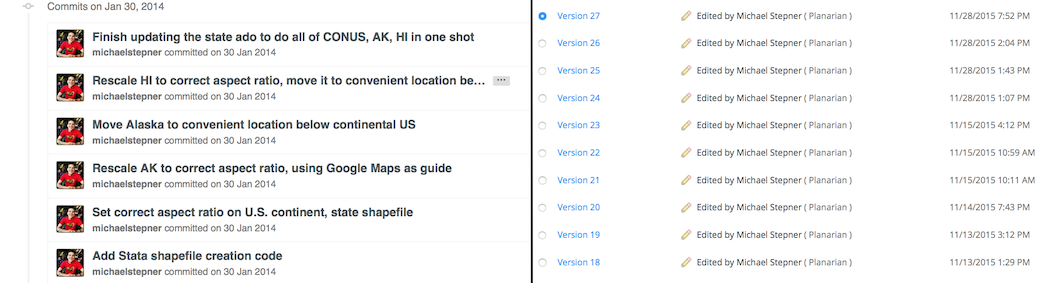 Commits on Jan 30, 2014
Finish updating the state ado to do all of CONUS, AK, HI in one shot
michaelstepner committed on 30 Jan 2014
Rescale HI to correct aspect ratio, move it to convenient location be… ...
michaelstepner committed on 30 Jan 2014
Move Alaska to convenient location below continental US
michaelstepner committed on 30 Jan 2014
Rescale AK to correct aspect ratio, using Google Maps as guide
michaelstepner committed on 30 Jan 2014
Set correct aspect ratio on U.S. continent, state shapefile
michaelstepner committed on 30 Jan 2014
Add Stata shapefile creation code
michaelstepner committed on 30 Jan 2014
Version 27 Edited by Michael Stepner ( Planarian ) 11/28/2015 7:52 PM
Version 26 Edited by Michael Stepner ( Planarian ) 11/28/2015 2:04 PM
Version 25 Edited by Michael Stepner ( Planarian ) 11/28/2015 1:43 PM
Version 24 Edited by Michael Stepner ( Planarian ) 11/28/2015 1:07 PM
Version 23 Edited by Michael Stepner ( Planarian ) 11/15/2015 4:12 PM
Version 22 Edited by Michael Stepner ( Planarian ) 11/15/2015 10:59 AM
Version 21 Edited by Michael Stepner ( Planarian ) 11/15/2015 10:11 AM
Version 20 Edited by Michael Stepner ( Planarian ) 11/14/2015 7:43 PM
Version 19 Edited by Michael Stepner ( Planarian ) 11/13/2015 3:12 PM
Version 18 Edited by Michael Stepner ( Planarian ) 11/13/2015 1:29 PM